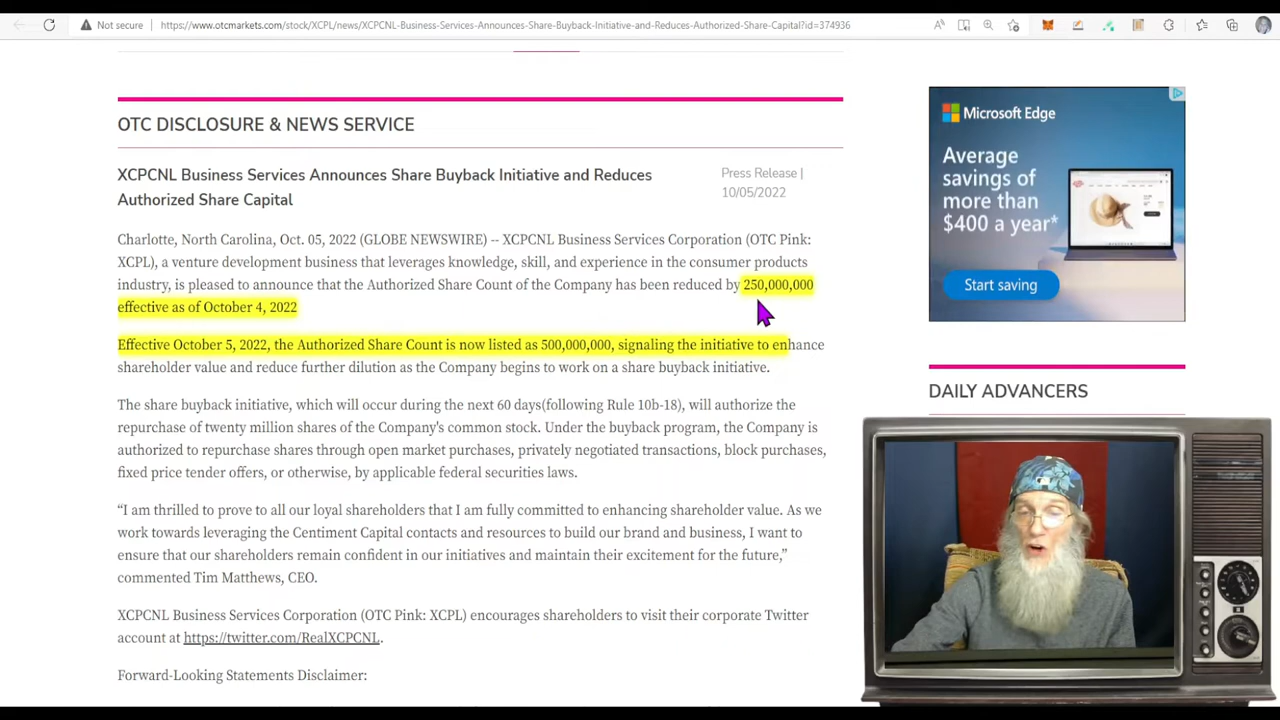 Not secure
https://www.otcmarkets.com/stock/XCPL/news/XCPCNL-Business-Services-Announces-Share-Buyback-Initiative-and-Reduces-Authorized-Share-Capital?id=374936
OTC DISCLOSURE & NEWS SERVICE
XCPCNL Business Services Announces Share Buyback Initiative and Reduces
Authorized Share Capital
Press Release |
10/05/2022
Charlotte, North Carolina, Oct. 05, 2022 (GLOBE NEWSWIRE) -- XCPCNL Business Services Corporation (OTC Pink:
XCPL), a venture development business that leverages knowledge, skill, and experience in the consumer products
industry, is pleased to announce that the Authorized Share Count of the Company has been reduced by 250,000,000
effective as of October 4, 2022
Effective October 5, 2022, the Authorized Share Count is now listed as 500,000,000, signaling the initiative to enhance
shareholder value and reduce further dilution as the Company begins to work on a share buyback initiative.
The share buyback initiative, which will occur during the next 60 days(following Rule 10b-18), will authorize the
repurchase of twenty million shares of the Company's common stock. Under the buyback program, the Company is
authorized to repurchase shares through open market purchases, privately negotiated transactions, block purchases,
fixed price tender offers, or otherwise, by applicable federal securities laws.
“I am thrilled to prove to all our loyal shareholders that I am fully committed to enhancing shareholder value. As we
work towards leveraging the Centiment Capital contacts and resources to build our brand and business, I want to
ensure that our shareholders remain confident in our initiatives and maintain their excitement for the future,”
commented Tim Matthews, CEO.
XCPCNL Business Services Corporation (OTC Pink: XCPL) encourages shareholders to visit their corporate Twitter
account at https://twitter.com/RealXCPCNL.
Forward-Looking Statements Disclaimer:
Microsoft Edge
Average
savings of
more than
$400 a year*
Start saving
DAILY ADVANCERS